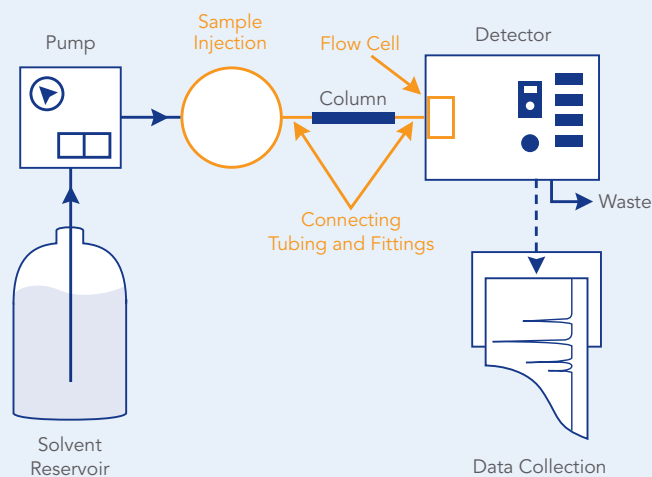 Pump
Sample
Injection
Flow Cell
Detector
Column
Connecting
Tubing and Fittings
Waste
Solvent
Reservoir
Data Collection